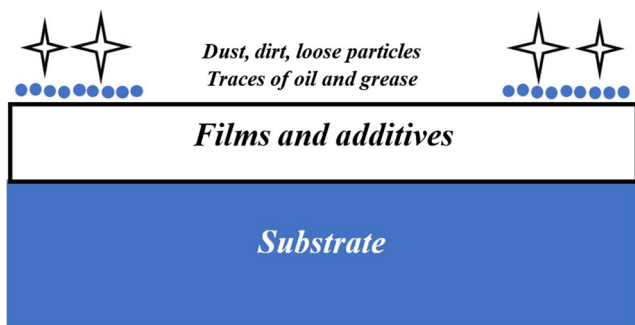 Dust, dirt, loose particles
Traces of oil and grease
Films and additives
Substrate